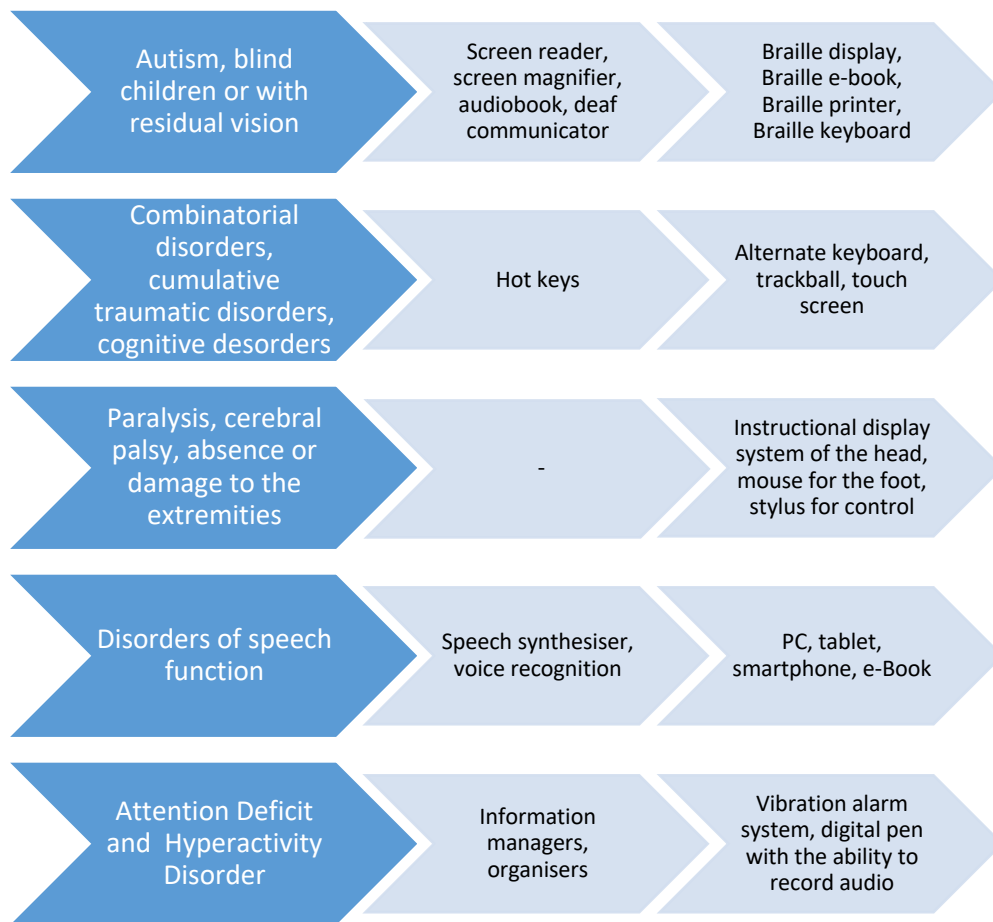 Autism, blind
children or with
residual vision
Screen reader,
screen magnifier,
audiobook, deaf
communicator
Braille display,
Braille e-book,
Braille printer,
Braille keyboard
Combinatorial
disorders,
cumulative
traumatic disorders,
cognitive desorders
Hot keys
Alternate keyboard,
trackball, touch
screen
Paralysis, cerebral
palsy, absence or
damage to the
extremities
-
Instructional display
system of the head,
mouse for the foot,
stylus for control
Disorders of speech
function
Speech synthesiser,
voice recognition
PC, tablet,
smartphone, e-Book
Attention Deficit
and Hyperactivity
Disorder
Information
managers,
organisers
Vibration alarm
system, digital pen
with the ability to
record audio